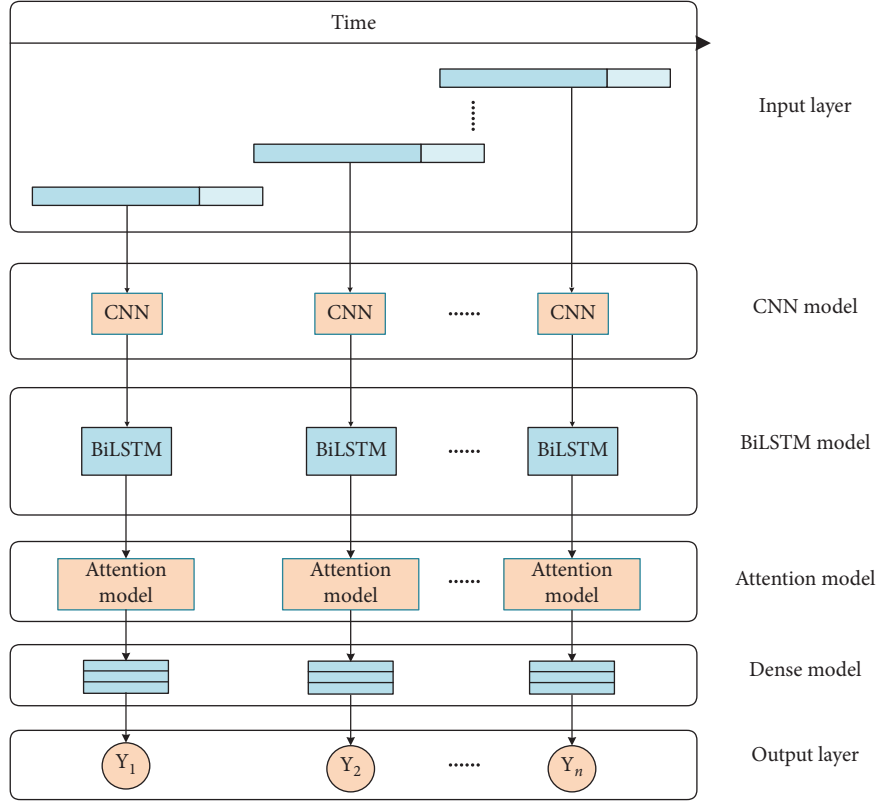 Time
Input layer
CNN CNN ...... CNN
CNN model
BiLSTM BiLSTM ...... BiLSTM
BiLSTM model
Attention model
Attention model
......
Attention model
Attention model
Dense model
Y1 Y2 ...... Yn
Output layer